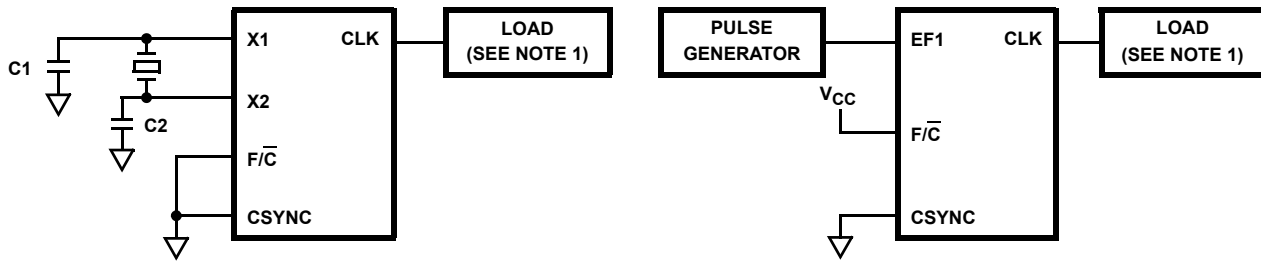 X1
CLK
LOAD
(SEE NOTE 1)
C1
X2
C2
F/C̅
CSYNC
PULSE
GENERATOR
EF1
CLK
LOAD
(SEE NOTE 1)
VCC
F/C̅
CSYNC